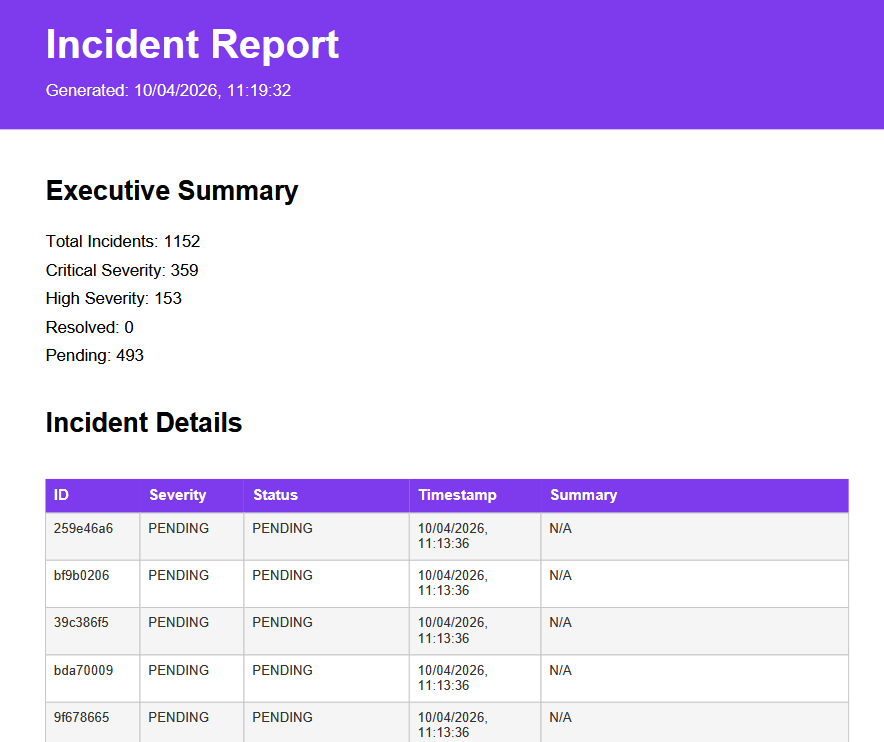 Incident Report
Generated: 10/04/2026, 11:19:32
Executive Summary
Total Incidents: 1152
Critical Severity: 359
High Severity: 153
Resolved: 0
Pending: 493
Incident Details
ID Severity Status Timestamp Summary
259e46a6 PENDING PENDING 10/04/2026, N/A
11:13:36
bf9b0206 PENDING PENDING 10/04/2026, N/A
11:13:36
39c386f5 PENDING PENDING 10/04/2026, N/A
11:13:36
bda70009 PENDING PENDING 10/04/2026, N/A
11:13:36
9f678665 PENDING PENDING 10/04/2026, N/A
11:13:36